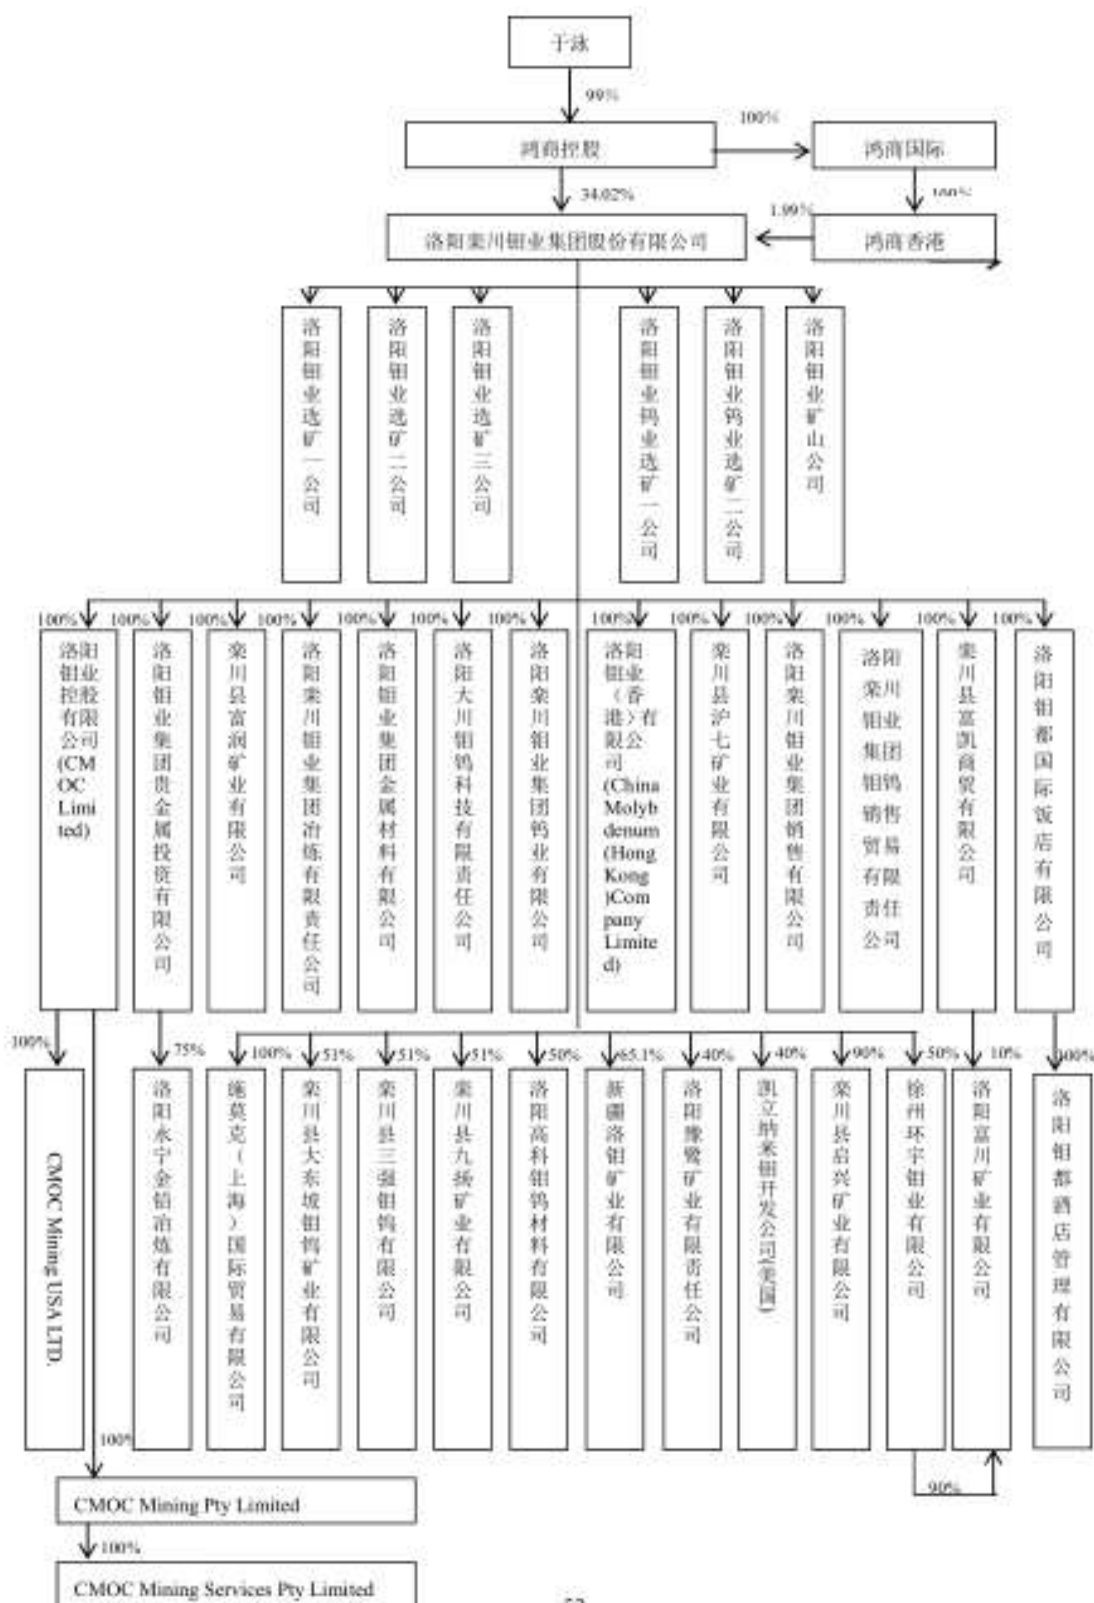 于泳
99%
鸿商控股
100%
鸿商国际
34.02%
100%
洛阳栾川钼业集团股份有限公司
1.99%
鸿商香港
洛阳钼业选矿一公司
洛阳钼业选矿二公司
洛阳钼业选矿三公司
洛阳钼业钨业选矿一公司
洛阳钼业钨业选矿二公司
洛阳钼业矿山公司
100%
100%
100%
100%
100%
100%
100%
100%
100%
100%
100%
100%
100%
洛阳
钼业
控股
有限
公司
(CM
OC
Limi
ted)
洛阳钼业集团贵金属投资有限公司
栾川县富润矿业有限公司
洛阳栾川钼业集团冶炼有限责任公司
洛阳钼业集团金属材料有限公司
洛阳大川钼钨科技有限责任公司
洛阳栾川钼业集团钨业有限公司
洛阳
钼业
（香
港）有
限公
司
(China
Molyb
denum
(Hong
Kong
)Com
pany
Limite
d)
栾川县沪七矿业有限公司
洛阳栾川钼业集团销售有限公司
洛阳
栾川
钼业
集团
钼钨
销售
贸易
有限
责任
公司
栾川县富凯商贸有限公司
洛阳钼都国际饭店有限公司
100%
75%
100%
51%
51%
51%
50%
65.1%
40%
40%
90%
50%
10%
100%
CMOC Mining USA LTD.
洛阳永宁金铅冶炼有限公司
施莫克（上海）国际贸易有限公司
栾川县大东坡钼钨矿业有限公司
栾川县三强钼钨有限公司
栾川县九扬矿业有限公司
洛阳高科钼钨材料有限公司
新疆洛钼矿业有限公司
洛阳豫鹭矿业有限责任公司
凯立纳米钼开发公司(美国)
栾川县启兴矿业有限公司
徐州环宇钼业有限公司
洛阳富川矿业有限公司
洛阳钼都酒店管理有限公司
100%
90%
CMOC Mining Pty Limited
100%
CMOC Mining Services Pty Limited